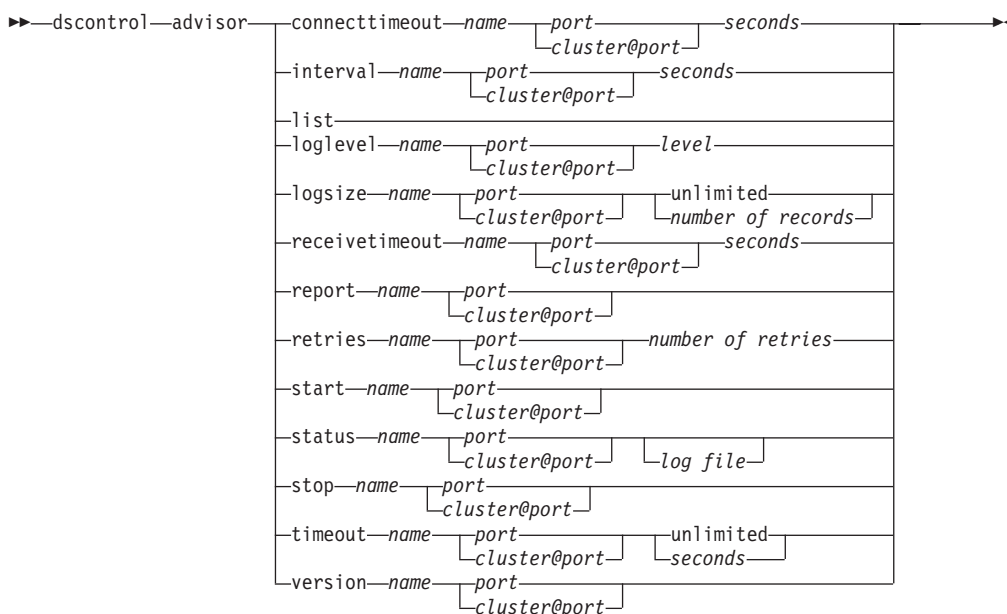 dscontrol advisor connecttimeout name port seconds
cluster@port
interval name port seconds
cluster@port
list
loglevel name port level
cluster@port
logsize name port unlimited
cluster@port number of records
receivetimeout name port seconds
cluster@port
report name port
cluster@port
retries name port number of retries
cluster@port
start name port
cluster@port
status name port
cluster@port log file
stop name port
cluster@port
timeout name port unlimited
cluster@port seconds
version name port
cluster@port